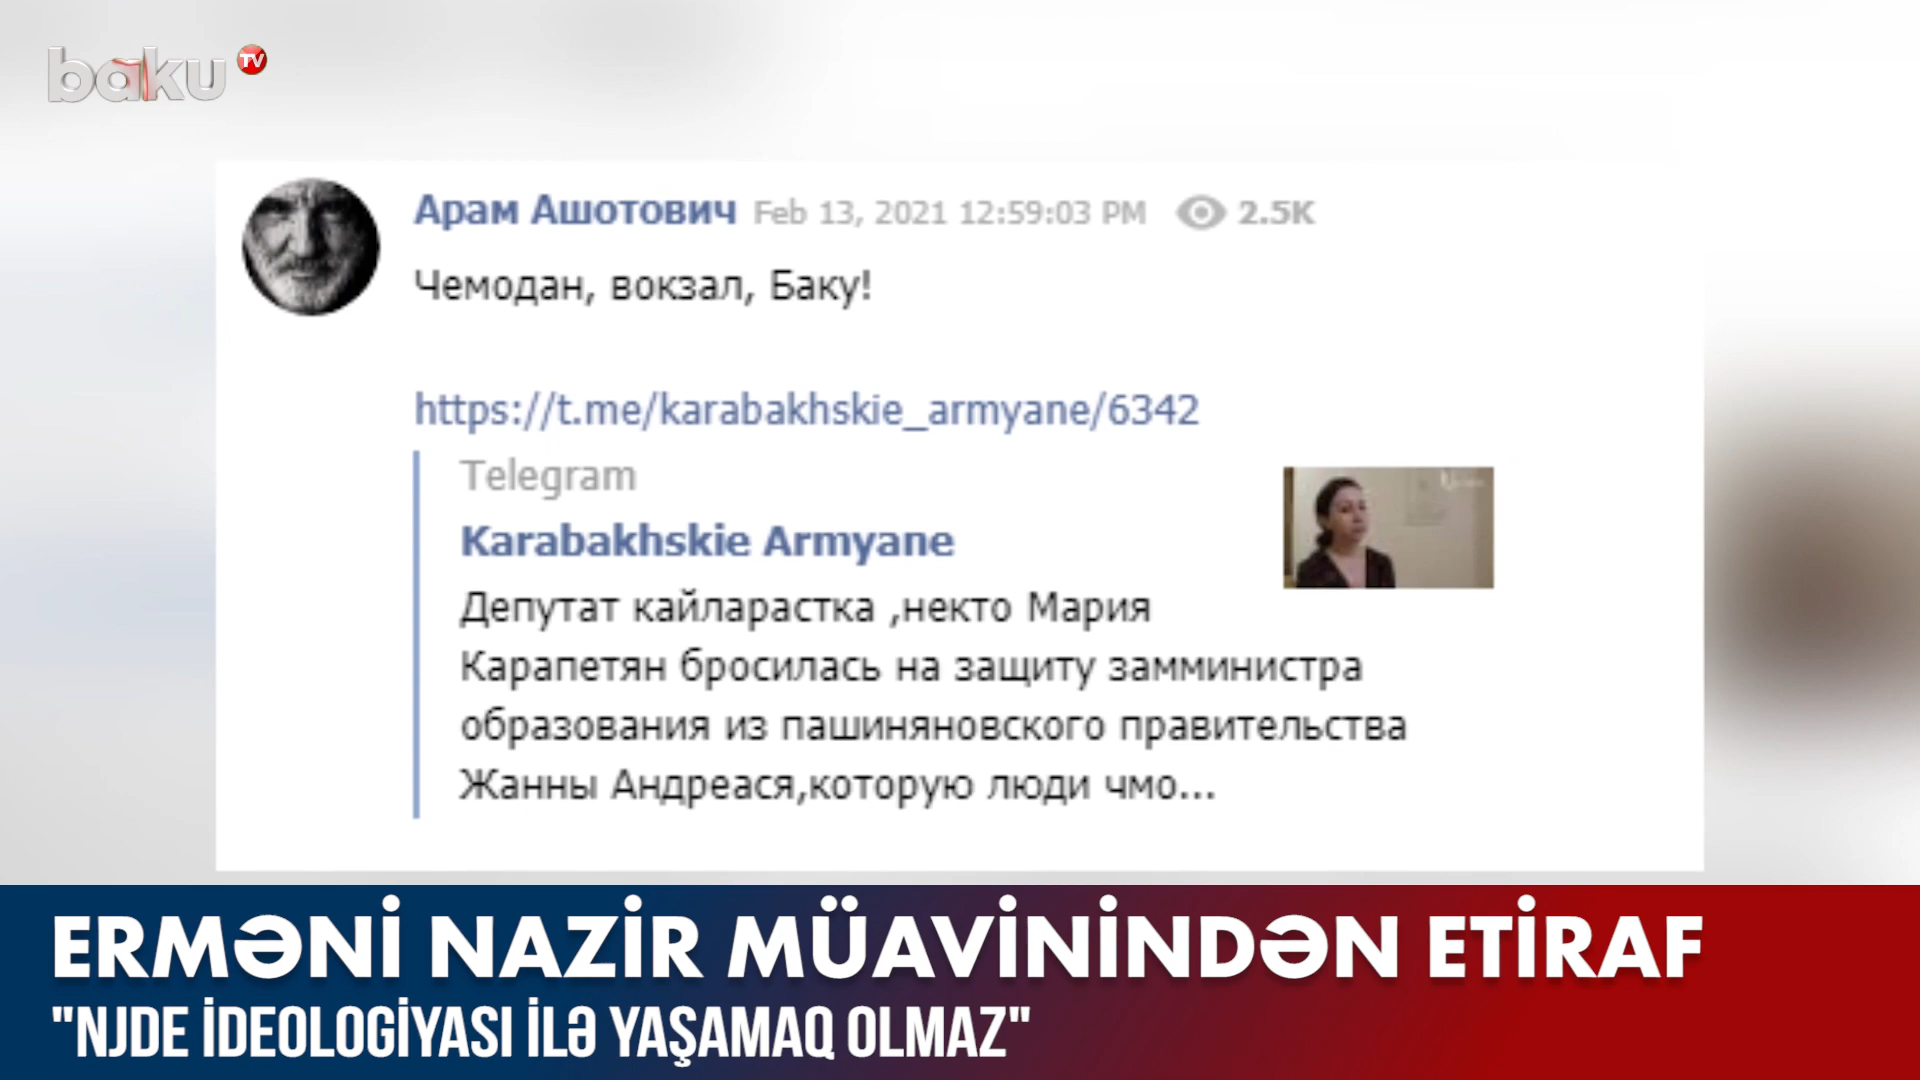 baku TV
Арам Ашотович Feb 13, 2021 12:59:03 PM 2.5K
Чемодан, вокзал, Баку!
https://t.me/karabakhskie_armyane/6342
Telegram
Karabakhskie Armyane
Депутат кайларастка ,некто Мария
Карапетян бросилась на защиту замминистра
образования из пашиняновского правительства
Жанны Андреася,которую люди чмо...
ERMƏNİ NAZİR MÜAVİNİNDƏN ETİRAF
"NJDE İDEOLOGİYASI İLƏ YAŞAMAQ OLMAZ"